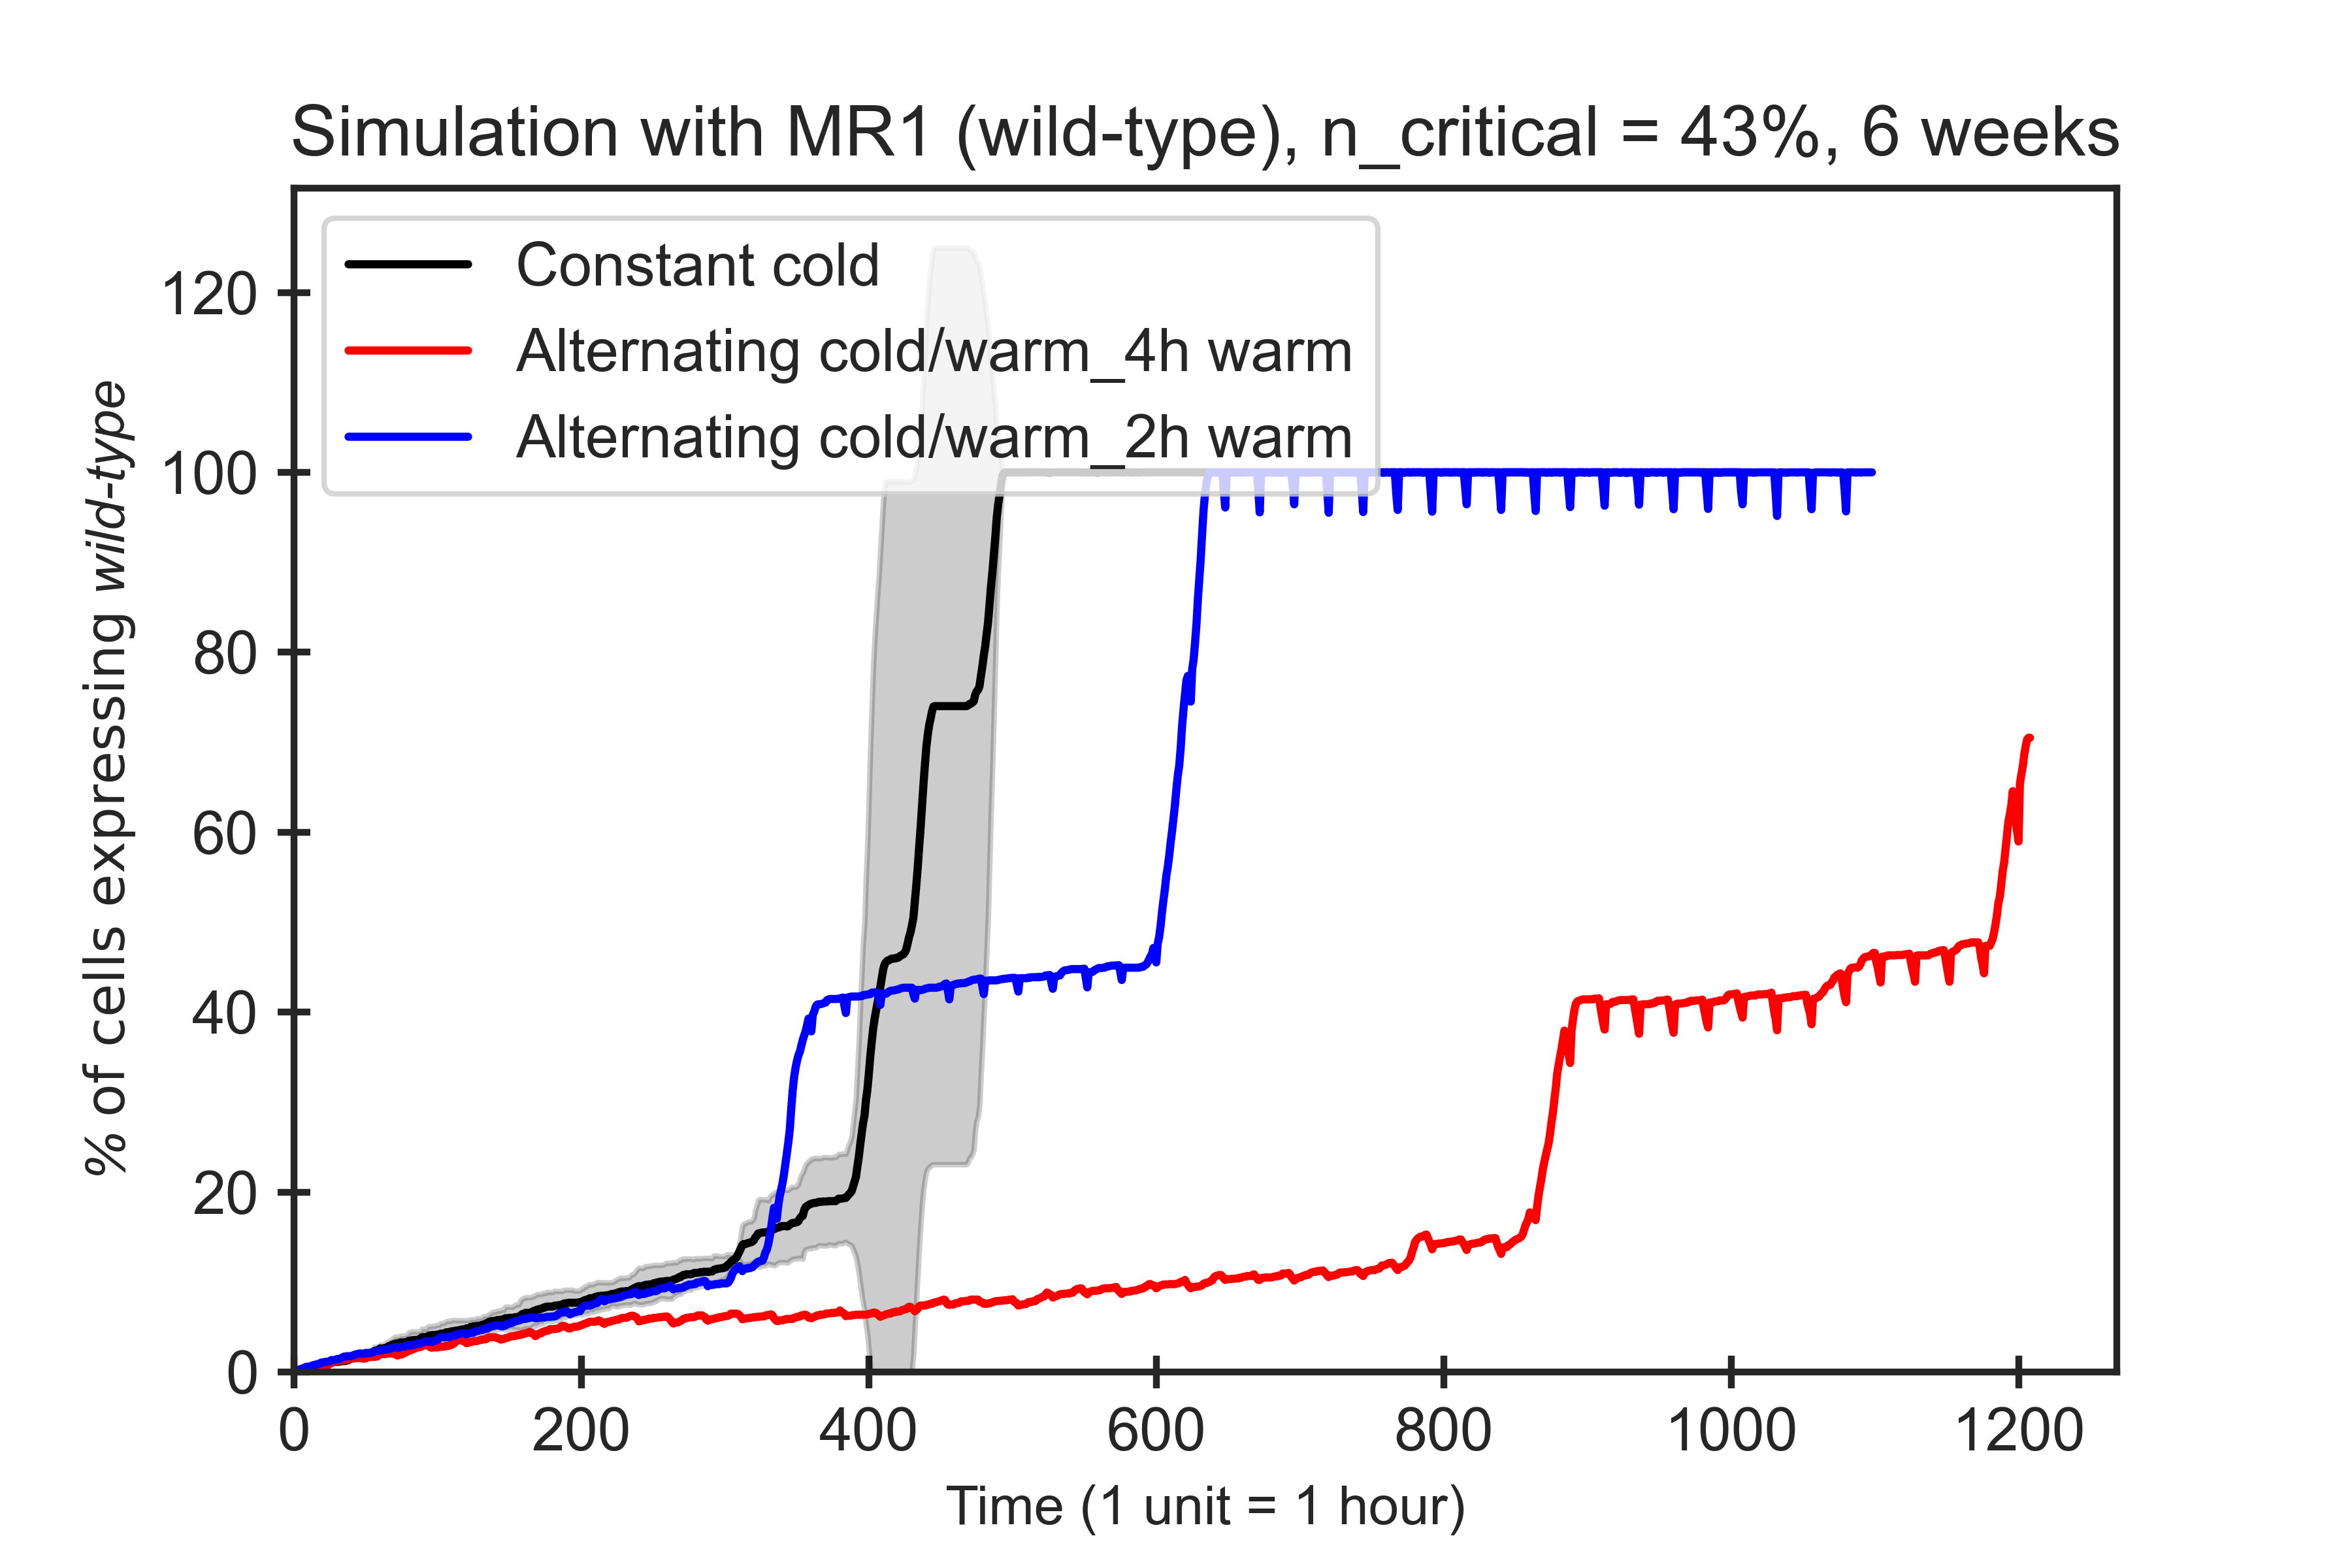 Simulation with MR1 (wild-type), n_critical = 43%, 6 weeks
Constant cold
Alternating cold/warm_4h warm
Alternating cold/warm_2h warm
% of cells expressing wild-type
120
100
80
60
40
20
0
0 200 400 600 800 1000 1200
Time (1 unit = 1 hour)